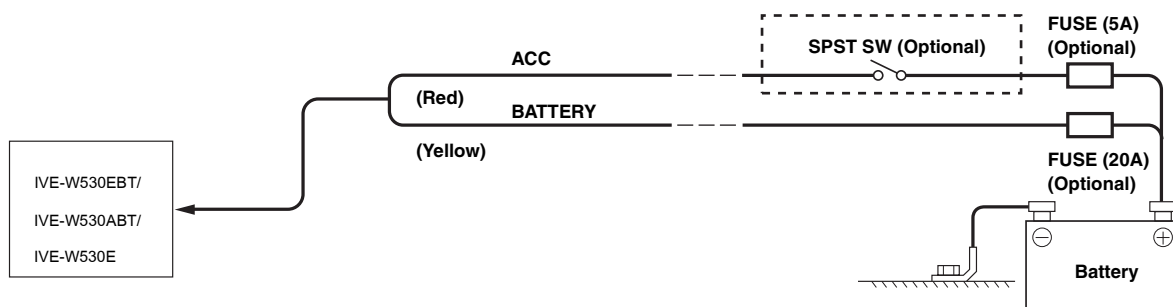 FUSE (5A)
(Optional)
SPST SW (Optional)
ACC
(Red)
BATTERY
(Yellow)
FUSE (20A)
(Optional)
IVE-W530EBT/
IVE-W530ABT/
IVE-W530E
Battery